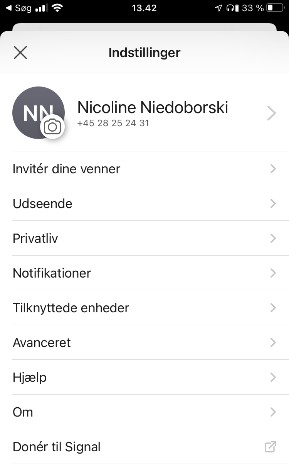 Søg
13.42
33 %
Indstillinger
NN
Nicoline Niedoborski
+45 28 25 24 31
Invitér dine venner
Udseende
Privatliv
Notifikationer
Tilknyttede enheder
Avanceret
Hjælp
Om
Donér til Signal